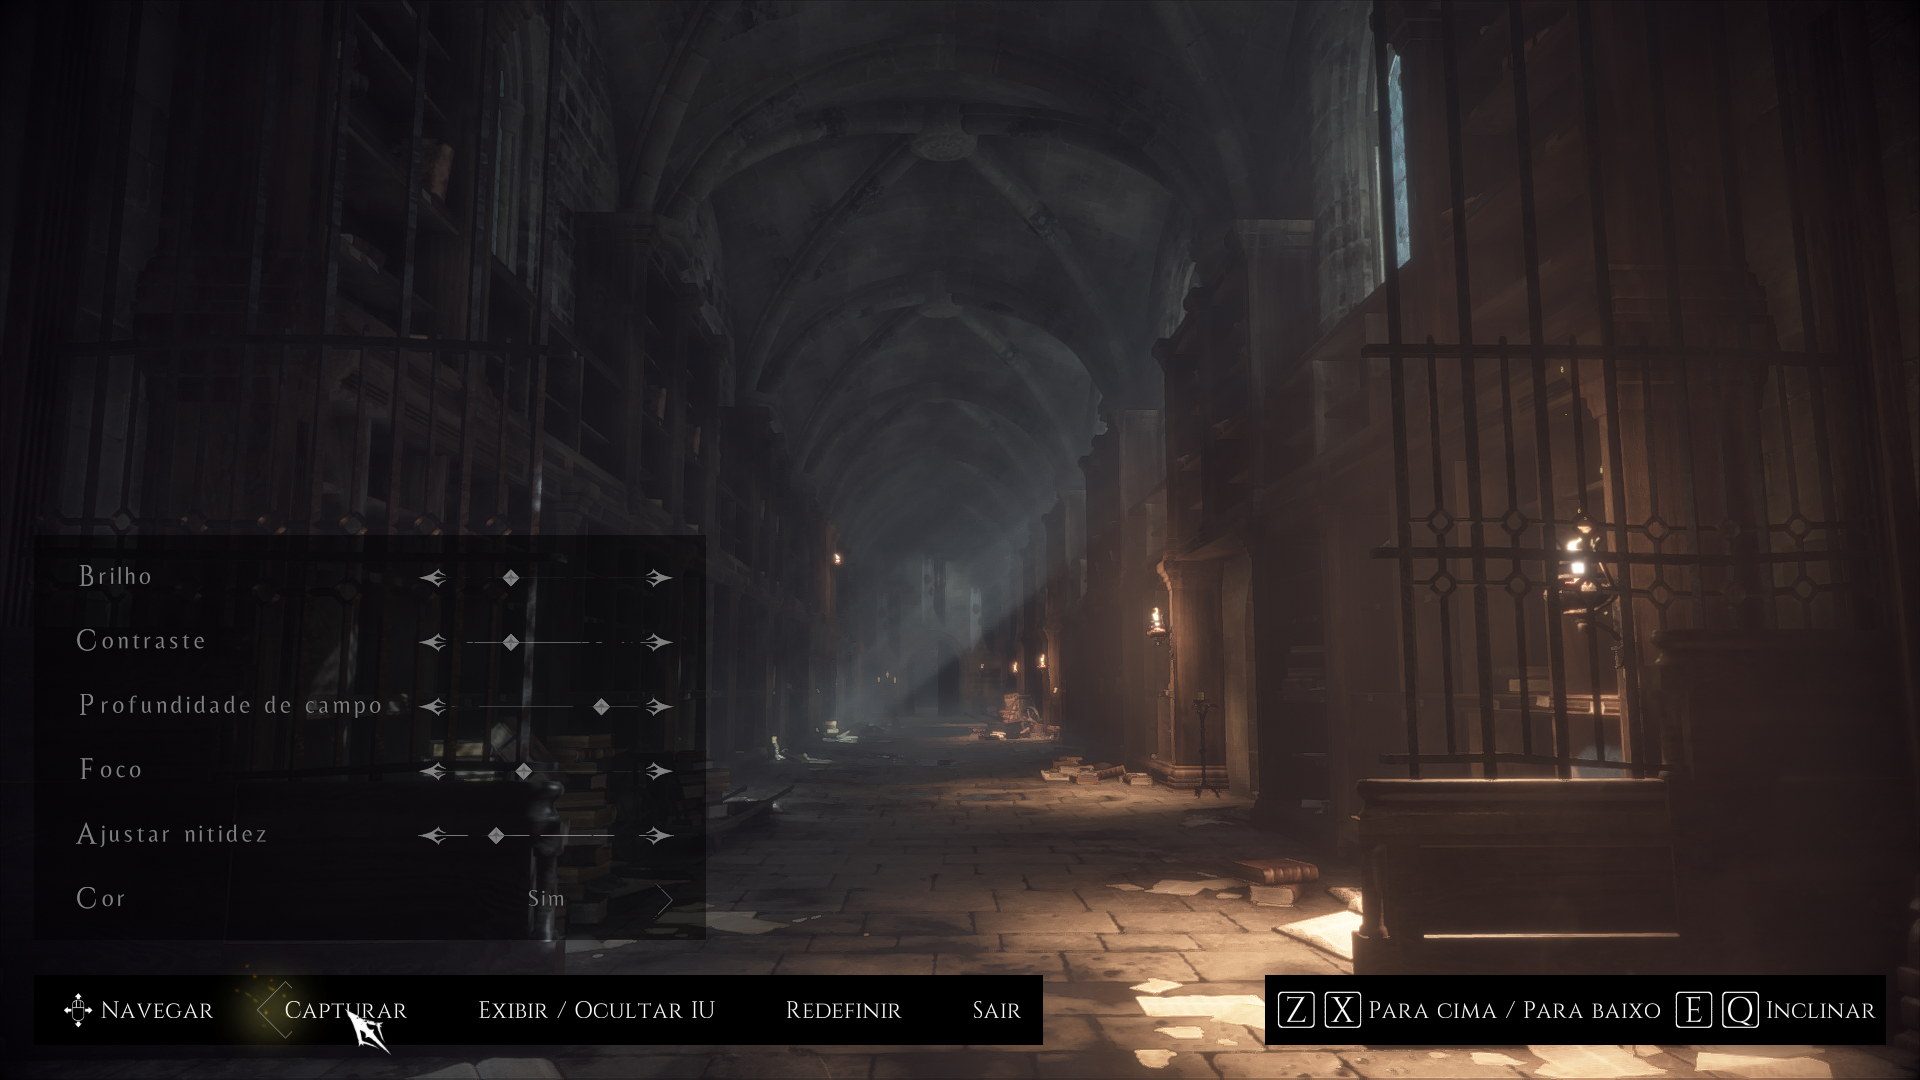 Brilho
Contraste
Profundidade de campo
Foco
Ajustar nitidez
Cor Sim
Navegar Capturar Exibir / Ocultar IU Redefinir Sair
Z X Para cima / Para baixo E Q Inclinar